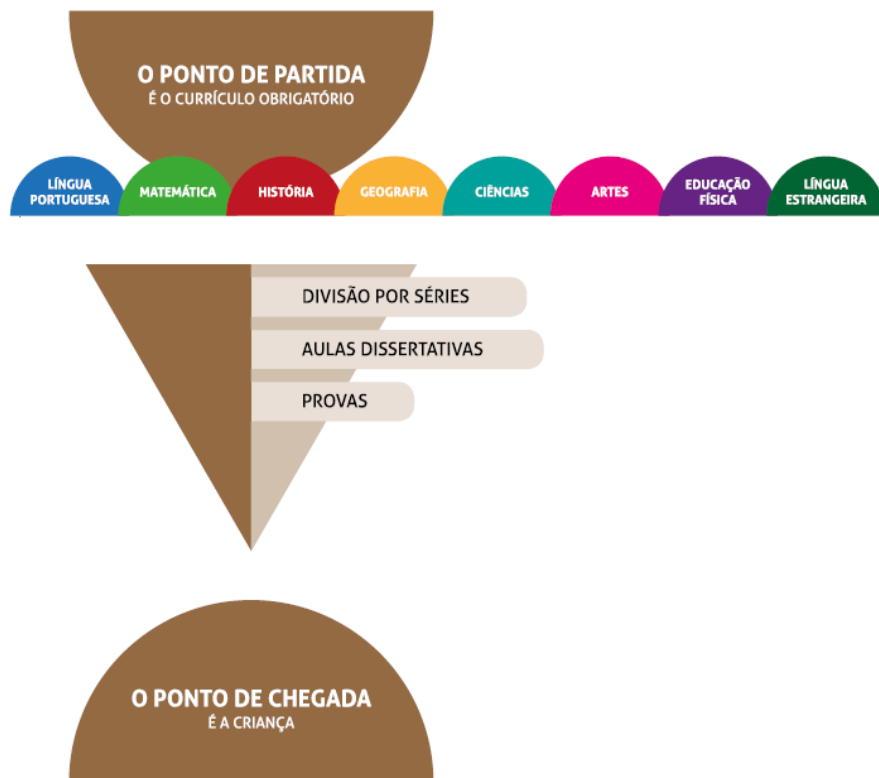 O PONTO DE PARTIDA
É O CURRÍCULO OBRIGATÓRIO
LÍNGUA
PORTUGUESA
MATEMÁTICA
HISTÓRIA
GEOGRAFIA
CIÊNCIAS
ARTES
EDUCAÇÃO
FÍSICA
LÍNGUA
ESTRANGEIRA
DIVISÃO POR SÉRIES
AULAS DISSERTATIVAS
PROVAS
O PONTO DE CHEGADA
É A CRIANÇA